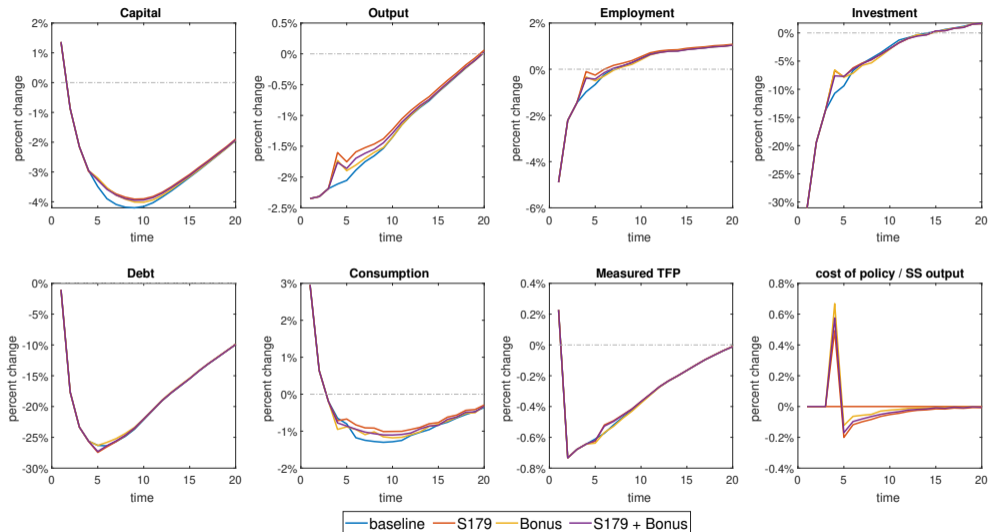 Capital
Output
Employment
Investment
2%
1%
0%
-1%
-2%
-3%
-4%
percent change
0 5 10 15 20
time
0.5%
0%
-0.5%
-1%
-1.5%
-2%
-2.5%
percent change
0 5 10 15 20
time
2%
0%
-2%
-4%
-6%
percent change
0 5 10 15 20
time
0%
-5%
-10%
-15%
-20%
-25%
-30%
percent change
0 5 10 15 20
time
Debt
Consumption
Measured TFP
cost of policy / SS output
0%
-5%
-10%
-15%
-20%
-25%
-30%
percent change
0 5 10 15 20
time
3%
2%
1%
0%
-1%
-2%
percent change
0 5 10 15 20
time
0.4%
0.2%
0%
-0.2%
-0.4%
-0.6%
-0.8%
percent change
0 5 10 15 20
time
0.8%
0.6%
0.4%
0.2%
0.0%
-0.2%
-0.4%
percent change
0 5 10 15 20
time
baseline S179 Bonus S179 + Bonus